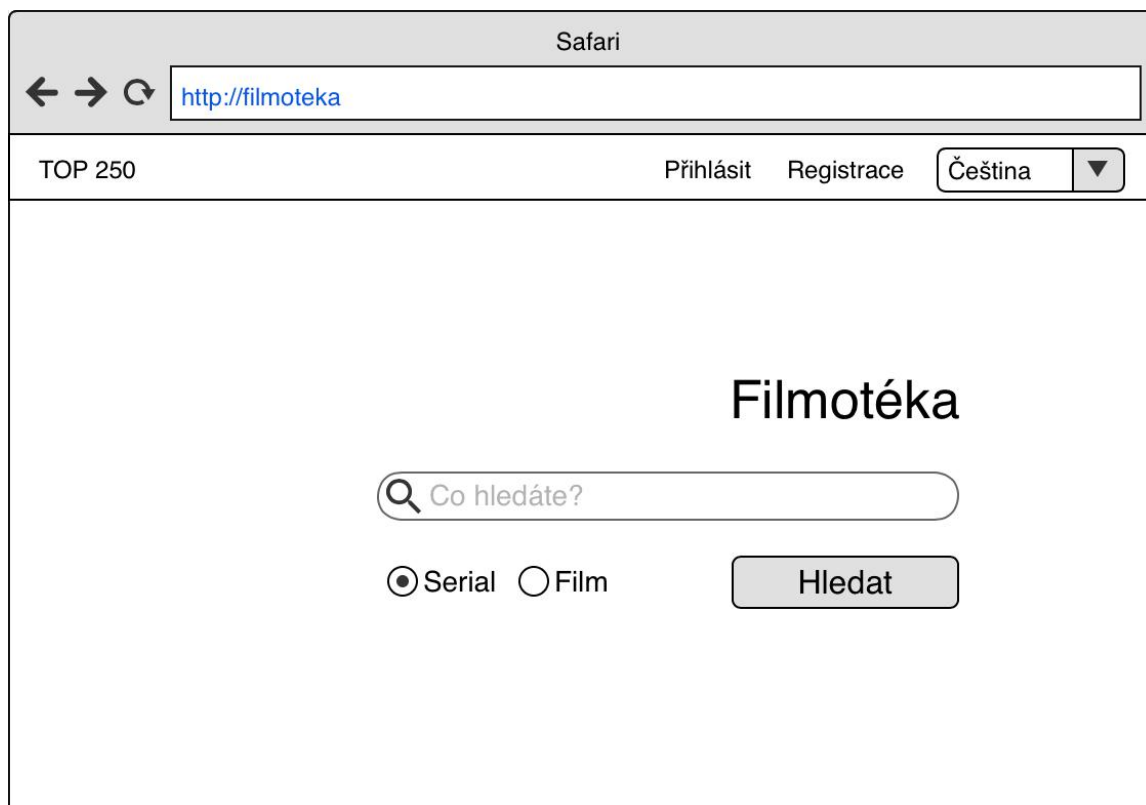 Safari
http://filmoteka
TOP 250 Přihlásit Registrace Čeština
Filmotéka
Co hledáte?
Serial Film Hledat